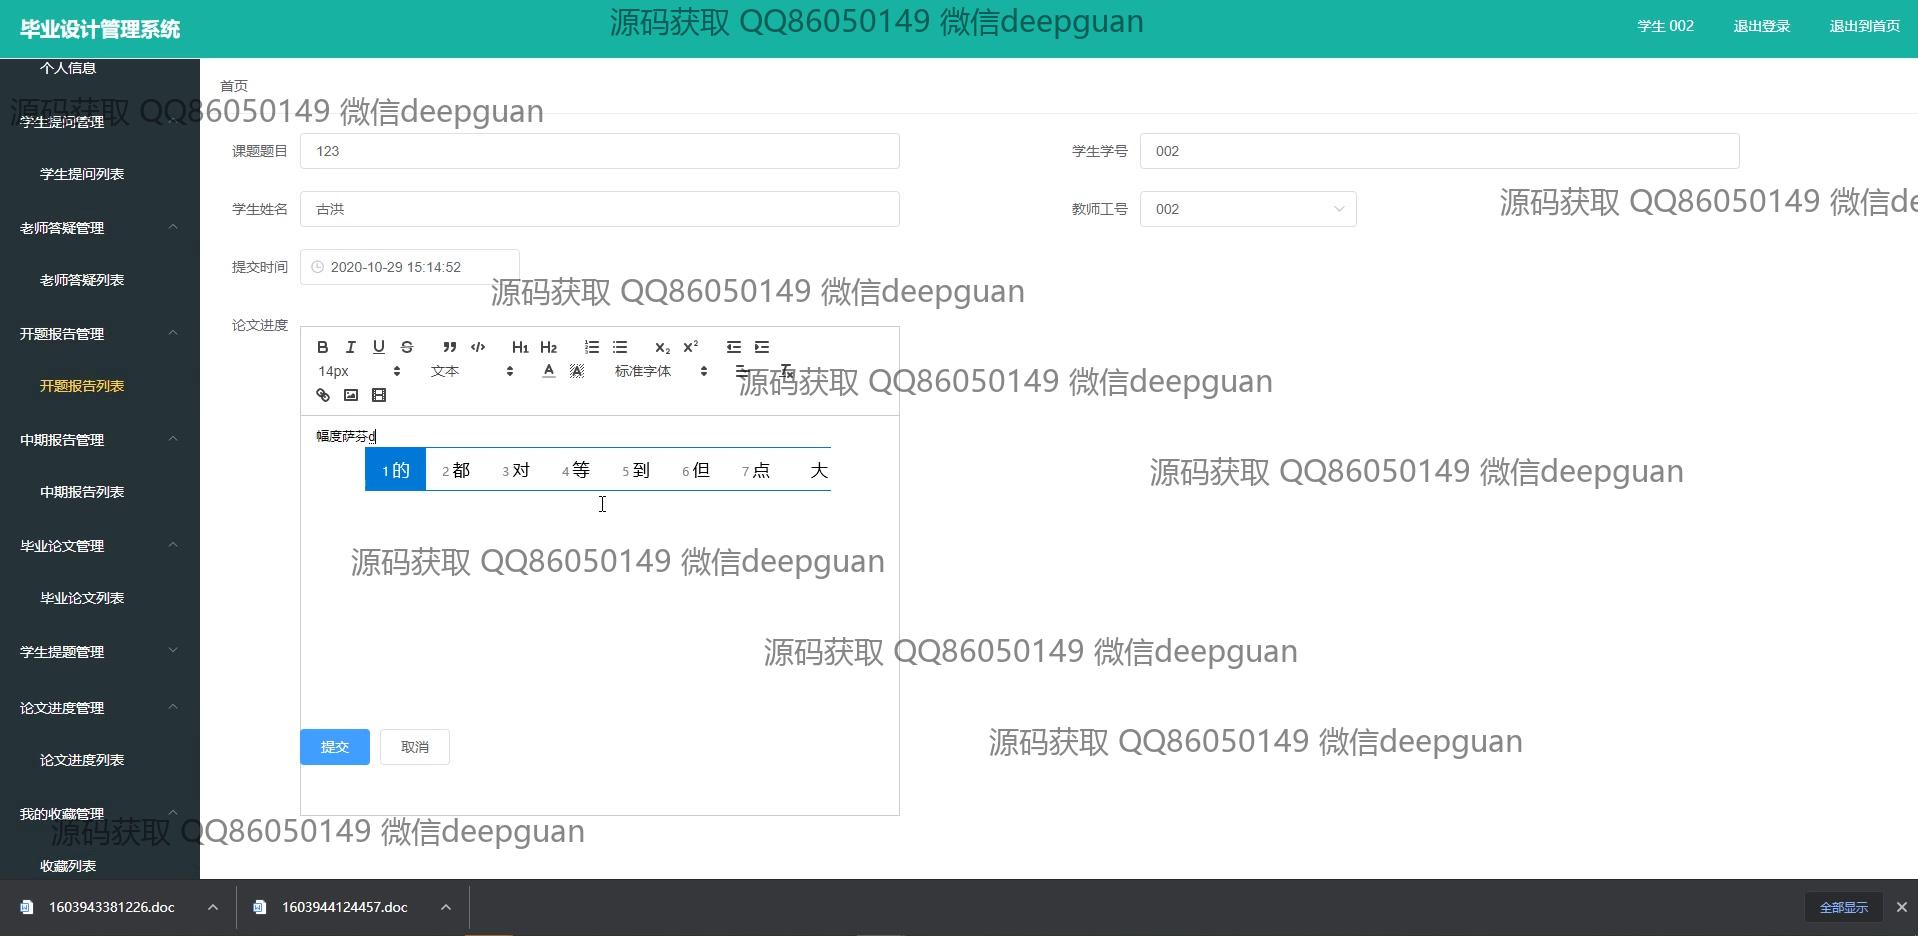 毕业设计管理系统
源码获取 QQ86050149 微信deepguan
学生 002
退出登录
退出到首页
个人信息
首页
源码获取 QQ86050149 微信deepguan
学生提问管理
课题题目
123
学生学号
002
学生提问列表
学生姓名
古洪
教师工号
002
源码获取 QQ86050149 微信de
老师答疑管理
提交时间
2020-10-29 15:14:52
老师答疑列表
源码获取 QQ86050149 微信deepguan
论文进度
开题报告管理
B I U S H1 H2 X2 X2
14px
文本
A
A
标准字体
源码获取 QQ86050149 微信deepguan
开题报告列表
幅度萨芬d
中期报告管理
1 的 2 都 3 对 4 等 5 到 6 但 7 点 大
源码获取 QQ86050149 微信deepguan
中期报告列表
毕业论文管理
源码获取 QQ86050149 微信deepguan
毕业论文列表
学生提题管理
源码获取 QQ86050149 微信deepguan
论文进度管理
提交
取消
源码获取 QQ86050149 微信deepguan
论文进度列表
我的收藏管理
源码获取 QQ86050149 微信deepguan
收藏列表
1603943381226.doc
1603944124457.doc
全部显示